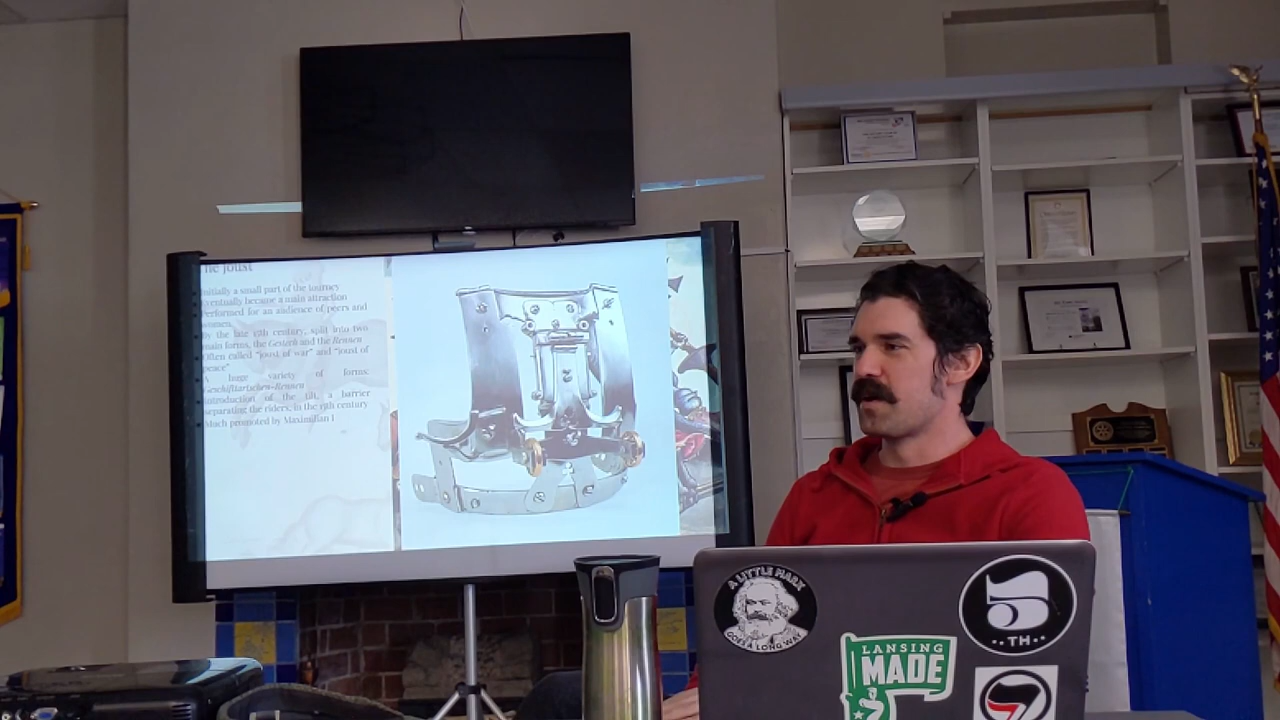 The Joust
Initially a small part of the tourney
Eventually became a main attraction
Performed for an audience of peers and
women
By the late 15th century, split into two
main forms, the Gestech and the Rennen
Often called "joust of war" and "joust of
peace"
A large variety of forms:
Introduction of the tilt, a barrier
separating the riders, in the 15th century
Much promoted by Maximilian I
A LITTLE MARX
GOES A LONG WAY
LANSING
MADE
5
TH